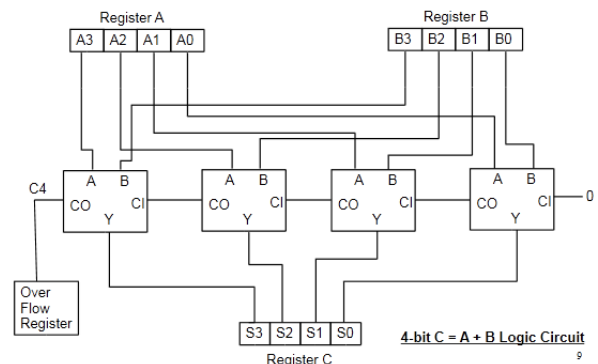 Register A
Register B
A3 A2 A1 A0
B3 B2 B1 B0
A B A B A B A B
C4 CO CI CO CI CO CI CO CI 0
Y Y Y Y
Over
Flow
Register
S3 S2 S1 S0
4-bit C = A + B Logic Circuit
9
Register C